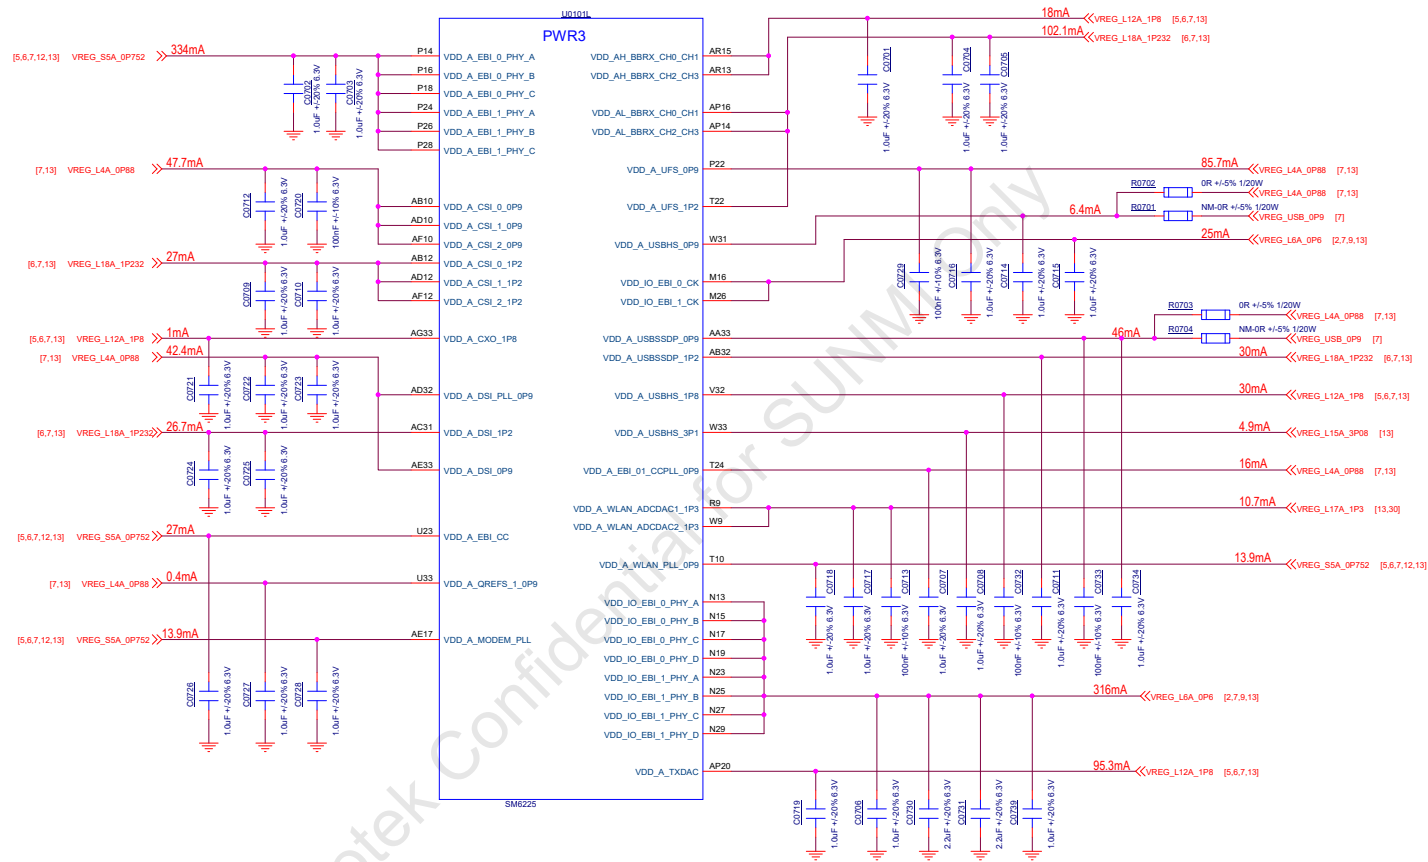 U0101L
PWR3
SM6225
[5,6,7,12,13] VREG_S5A_0P752 334mA
C0702 1.0uF +/-20% 6.3V
C0703 1.0uF +/-20% 6.3V
P14 VDD_A_EBI_0_PHY_A
P16 VDD_A_EBI_0_PHY_B
P18 VDD_A_EBI_0_PHY_C
P24 VDD_A_EBI_1_PHY_A
P26 VDD_A_EBI_1_PHY_B
P28 VDD_A_EBI_1_PHY_C
[7,13] VREG_L4A_0P88 47.7mA
C0712 1.0uF +/-20% 6.3V
C0720 100nF +/-10% 6.3V
AB10 VDD_A_CSI_0_0P9
AD10 VDD_A_CSI_1_0P9
AF10 VDD_A_CSI_2_0P9
[6,7,13] VREG_L18A_1P232 27mA
C0709 1.0uF +/-20% 6.3V
C0710 1.0uF +/-20% 6.3V
AB12 VDD_A_CSI_0_1P2
AD12 VDD_A_CSI_1_1P2
AF12 VDD_A_CSI_2_1P2
[5,6,7,13] VREG_L12A_1P8 1mA
AG33 VDD_A_CXO_1P8
[7,13] VREG_L4A_0P88 42.4mA
C0721 1.0uF +/-20% 6.3V
C0722 1.0uF +/-20% 6.3V
C0723 1.0uF +/-20% 6.3V
AD32 VDD_A_DSI_PLL_0P9
[6,7,13] VREG_L18A_1P232 26.7mA
AC31 VDD_A_DSI_1P2
C0724 1.0uF +/-20% 6.3V
C0725 1.0uF +/-20% 6.3V
AE33 VDD_A_DSI_0P9
[5,6,7,12,13] VREG_S5A_0P752 27mA
U23 VDD_A_EBI_CC
[7,13] VREG_L4A_0P88 0.4mA
U33 VDD_A_QREFS_1_0P9
[5,6,7,12,13] VREG_S5A_0P752 13.9mA
AE17 VDD_A_MODEM_PLL
C0726 1.0uF +/-20% 6.3V
C0727 1.0uF +/-20% 6.3V
C0728 1.0uF +/-20% 6.3V
18mA VREG_L12A_1P8 [5,6,7,13]
102.1mA VREG_L18A_1P232 [6,7,13]
VDD_AH_BBRX_CH0_CH1 AR15
VDD_AH_BBRX_CH2_CH3 AR13
VDD_AL_BBRX_CH0_CH1 AP16
VDD_AL_BBRX_CH2_CH3 AP14
C0701 1.0uF +/-20% 6.3V
C0704 1.0uF +/-20% 6.3V
C0705 1.0uF +/-20% 6.3V
VDD_A_UFS_0P9 P22 85.7mA VREG_L4A_0P88 [7,13]
VDD_A_UFS_1P2 T22
R0702 0R +/-5% 1/20W VREG_L4A_0P88 [7,13]
R0701 NM-0R +/-5% 1/20W VREG_USB_0P9 [7]
6.4mA
VDD_A_USBHS_0P9 W31
25mA VREG_L6A_0P6 [2,7,9,13]
VDD_IO_EBI_0_CK M16
VDD_IO_EBI_1_CK M26
C0729 100nF +/-10% 6.3V
C0716 1.0uF +/-20% 6.3V
C0714 1.0uF +/-20% 6.3V
C0715 1.0uF +/-20% 6.3V
R0703 0R +/-5% 1/20W VREG_L4A_0P88 [7,13]
R0704 NM-0R +/-5% 1/20W VREG_USB_0P9 [7]
VDD_A_USBSSDP_0P9 AA33 46mA
VDD_A_USBSSDP_1P2 AB32 30mA VREG_L18A_1P232 [6,7,13]
VDD_A_USBHS_1P8 V32 30mA VREG_L12A_1P8 [5,6,7,13]
VDD_A_USBHS_3P1 W33 4.9mA VREG_L15A_3P08 [13]
VDD_A_EBI_01_CCPLL_0P9 T24 16mA VREG_L4A_0P88 [7,13]
VDD_A_WLAN_ADCDAC1_1P3 R9 10.7mA VREG_L17A_1P3 [13,30]
VDD_A_WLAN_ADCDAC2_1P3 W9
VDD_A_WLAN_PLL_0P9 T10 13.9mA VREG_S5A_0P752 [5,6,7,12,13]
C0718 1.0uF +/-20% 6.3V
C0717 1.0uF +/-20% 6.3V
C0713 100nF +/-10% 6.3V
C0707 1.0uF +/-20% 6.3V
C0708 1.0uF +/-20% 6.3V
C0732 100nF +/-10% 6.3V
C0711 1.0uF +/-20% 6.3V
C0733 100nF +/-10% 6.3V
C0734 1.0uF +/-20% 6.3V
VDD_IO_EBI_0_PHY_A N13
VDD_IO_EBI_0_PHY_B N15
VDD_IO_EBI_0_PHY_C N17
VDD_IO_EBI_0_PHY_D N19
VDD_IO_EBI_1_PHY_A N23
VDD_IO_EBI_1_PHY_B N25 316mA VREG_L6A_0P6 [2,7,9,13]
VDD_IO_EBI_1_PHY_C N27
VDD_IO_EBI_1_PHY_D N29
VDD_A_TXDAC AP20 95.3mA VREG_L12A_1P8 [5,6,7,13]
C0719 1.0uF +/-20% 6.3V
C0706 1.0uF +/-20% 6.3V
C0730 2.2uF +/-20% 6.3V
C0731 2.2uF +/-20% 6.3V
C0739 1.0uF +/-20% 6.3V
otek Confidential for SUNMI Only